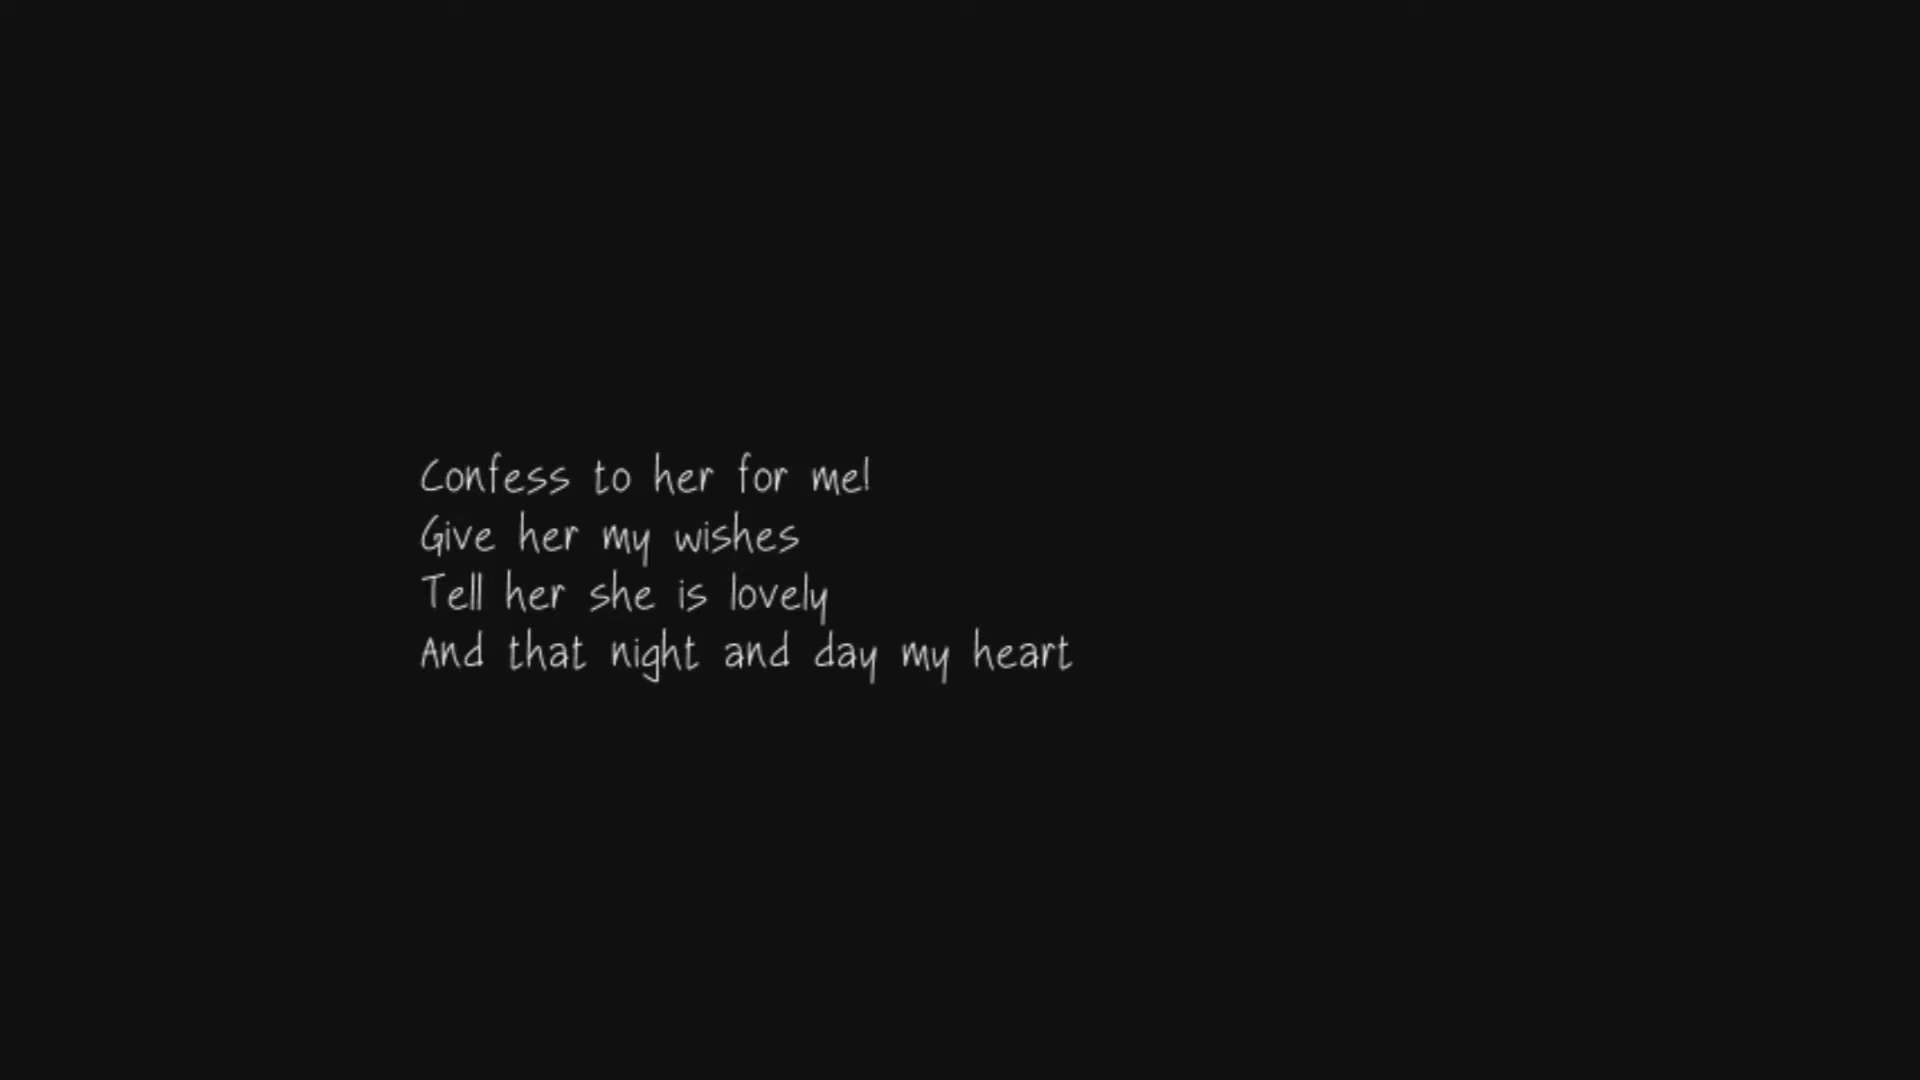 Confess to her for me!
Give her my wishes
Tell her she is lovely
And that night and day my heart